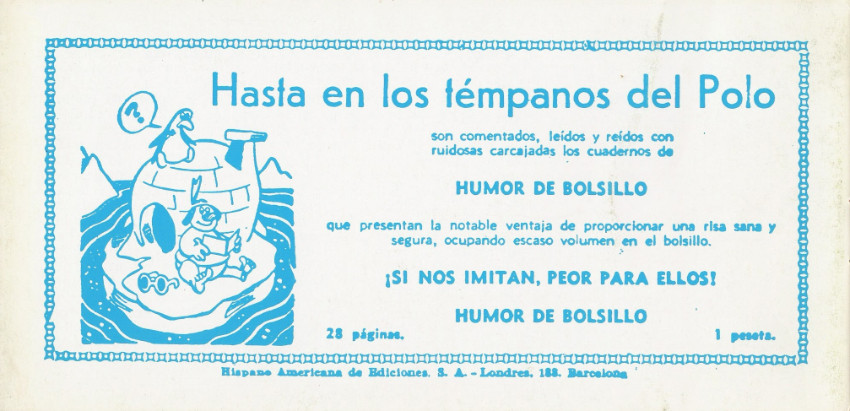 ?!
Hasta en los témpanos del Polo
son comentados, leídos y reídos con
ruidosas carcajadas los cuadernos de
HUMOR DE BOLSILLO
que presentan la notable ventaja de proporcionar una risa sana y
segura, ocupando escaso volumen en el bolsillo.
¡SI NOS IMITAN, PEOR PARA ELLOS!
HUMOR DE BOLSILLO
28 páginas.
1 peseta.
Hispano Americana de Ediciones, S. A. - Londres, 188. Barcelona